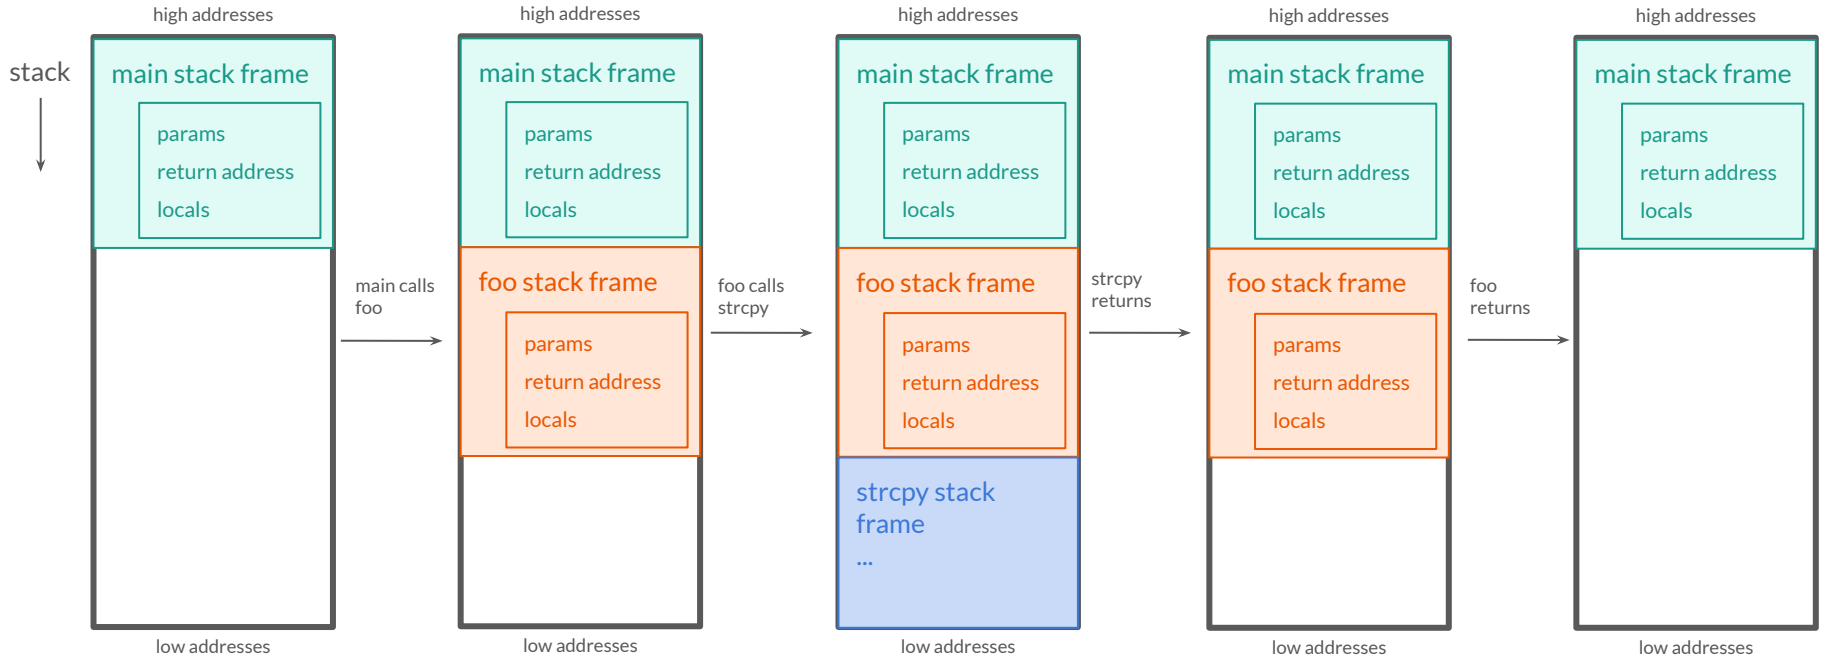 stack
high addresses
main stack frame
params
return address
locals
low addresses
main calls
foo
high addresses
main stack frame
params
return address
locals
foo stack frame
params
return address
locals
low addresses
foo calls
strcpy
high addresses
main stack frame
params
return address
locals
foo stack frame
params
return address
locals
strcpy stack
frame
...
low addresses
strcpy
returns
high addresses
main stack frame
params
return address
locals
foo stack frame
params
return address
locals
low addresses
foo
returns
high addresses
main stack frame
params
return address
locals
low addresses